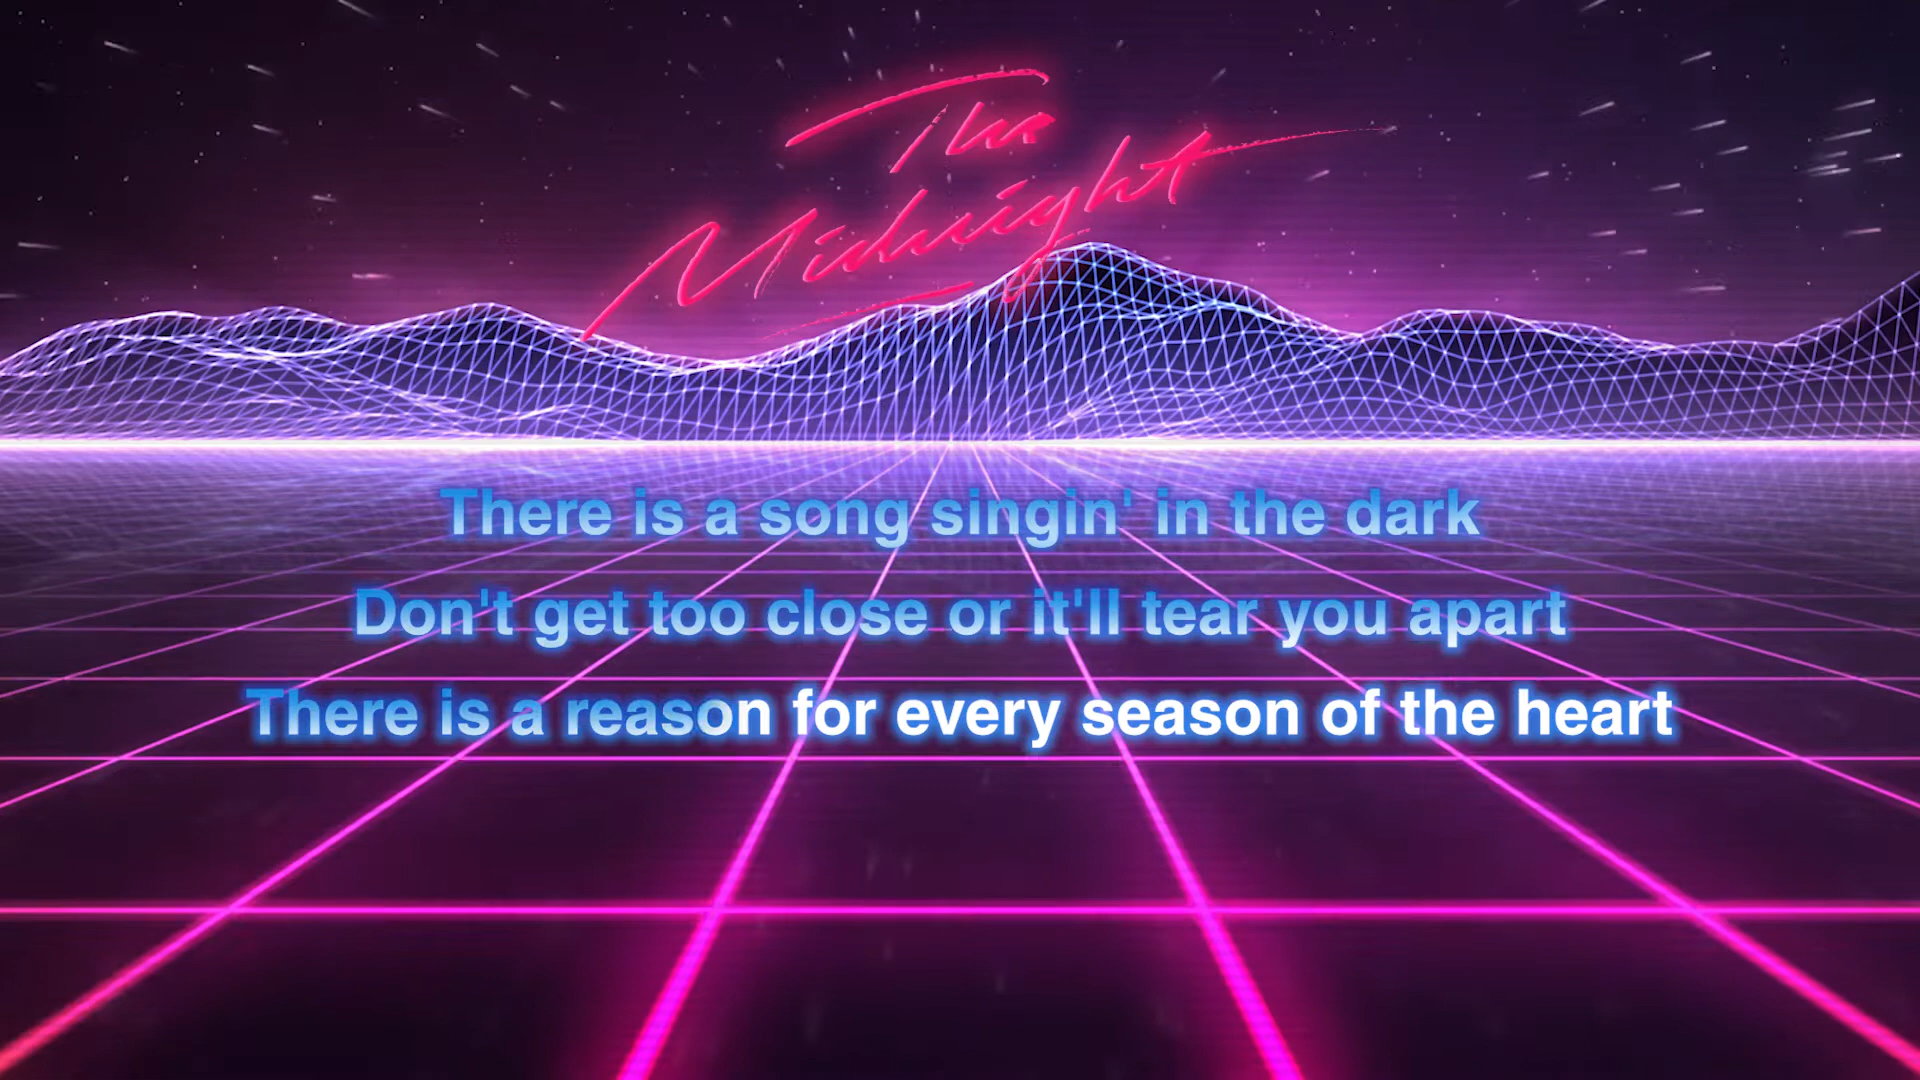 The
Midnight
There is a song singin' in the dark
Don't get too close or it'll tear you apart
There is a reason for every season of the heart